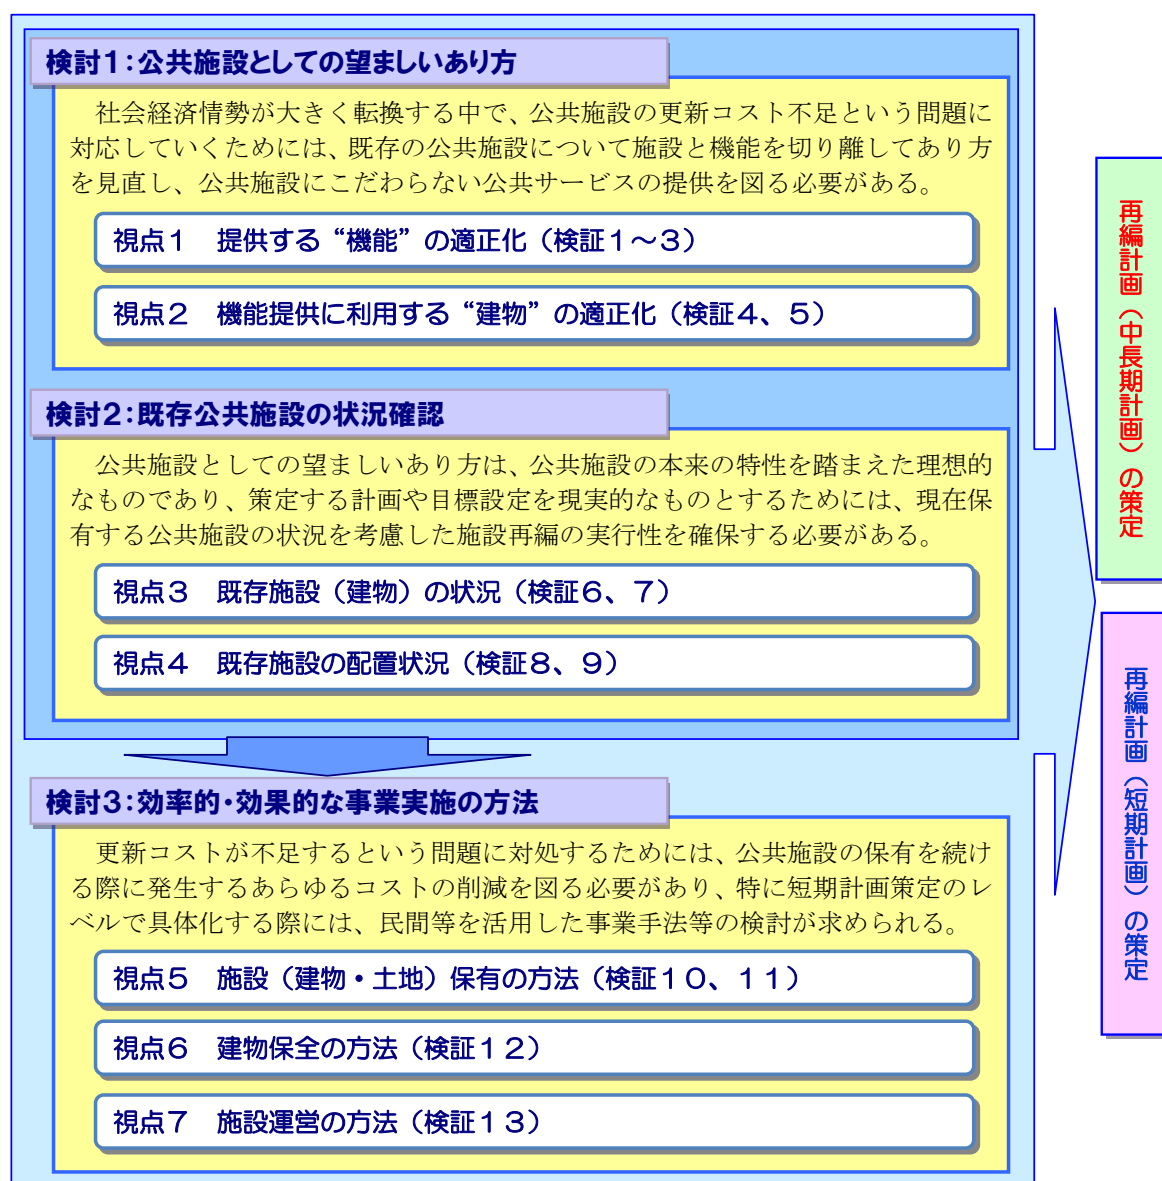 検討1:公共施設としての望ましいあり方
社会経済情勢が大きく転換する中で、公共施設の更新コスト不足という問題に
対応していくためには、既存の公共施設について施設と機能を切り離してあり方
を見直し、公共施設にこだわらない公共サービスの提供を図る必要がある。
視点1　提供する“機能”の適正化（検証1～3）
視点2　機能提供に利用する“建物”の適正化（検証4、5）
検討2:既存公共施設の状況確認
公共施設としての望ましいあり方は、公共施設の本来の特性を踏まえた理想的
なものであり、策定する計画や目標設定を現実的なものとするためには、現在保
有する公共施設の状況を考慮した施設再編の実行性を確保する必要がある。
視点3　既存施設（建物）の状況（検証6、7）
視点4　既存施設の配置状況（検証8、9）
検討3:効率的・効果的な事業実施の方法
更新コストが不足するという問題に対処するためには、公共施設の保有を続け
る際に発生するあらゆるコストの削減を図る必要があり、特に短期計画策定のレ
ベルで具体化する際には、民間等を活用した事業手法等の検討が求められる。
視点5　施設（建物・土地）保有の方法（検証10、11）
視点6　建物保全の方法（検証12）
視点7　施設運営の方法（検証13）
再編計画（中長期計画）の策定
再編計画（短期計画）の策定